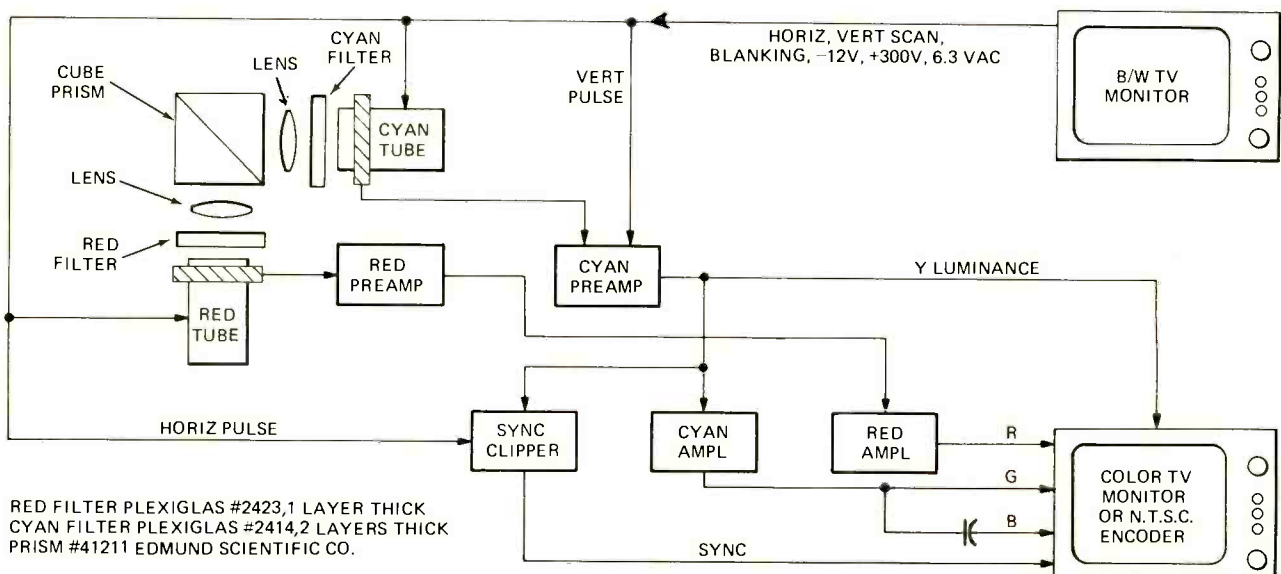 CYAN
FILTER
LENS
CUBE
PRISM
HORIZ, VERT SCAN,
BLANKING, –12V, +300V, 6.3 VAC
VERT
PULSE
B/W TV
MONITOR
CYAN
TUBE
LENS
RED
FILTER
RED
PREAMP
CYAN
PREAMP
Y LUMINANCE
RED
TUBE
HORIZ PULSE
SYNC
CLIPPER
CYAN
AMPL
RED
AMPL
R
G
B
COLOR TV
MONITOR
OR N.T.S.C.
ENCODER
RED FILTER PLEXIGLAS #2423,1 LAYER THICK
CYAN FILTER PLEXIGLAS #2414,2 LAYERS THICK
PRISM #41211 EDMUND SCIENTIFIC CO.
SYNC